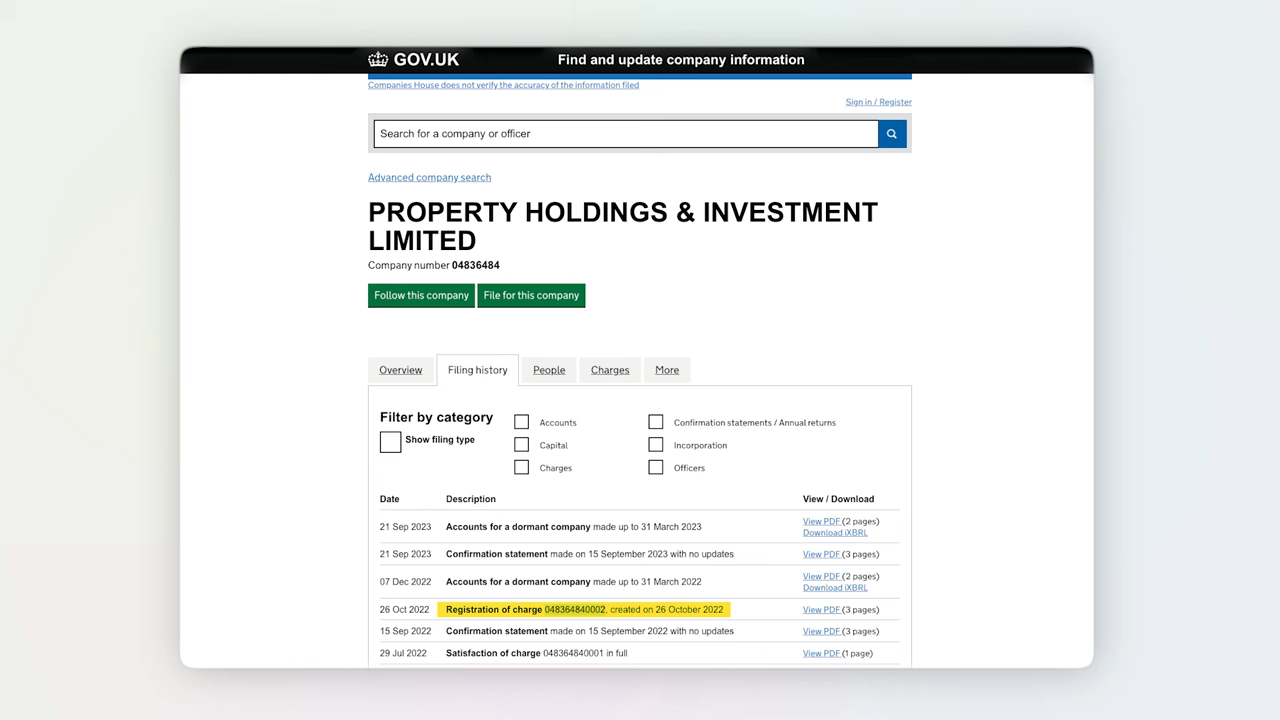 GOV.UK Find and update company information
Companies House does not verify the accuracy of the information filed
Sign in / Register
Search for a company or officer
Advanced company search
PROPERTY HOLDINGS & INVESTMENT
LIMITED
Company number 04836484
Follow this company File for this company
Overview Filing history People Charges More
Filter by category
Show filing type
Accounts Confirmation statements / Annual returns
Capital Incorporation
Charges Officers
Date Description View / Download
21 Sep 2023 Accounts for a dormant company made up to 31 March 2023 View PDF (2 pages)
Download iXBRL
21 Sep 2023 Confirmation statement made on 15 September 2023 with no updates View PDF (3 pages)
07 Dec 2022 Accounts for a dormant company made up to 31 March 2022 View PDF (2 pages)
Download iXBRL
26 Oct 2022 Registration of charge 048364840002, created on 26 October 2022 View PDF (3 pages)
15 Sep 2022 Confirmation statement made on 15 September 2022 with no updates View PDF (3 pages)
29 Jul 2022 Satisfaction of charge 048364840001 in full View PDF (1 page)